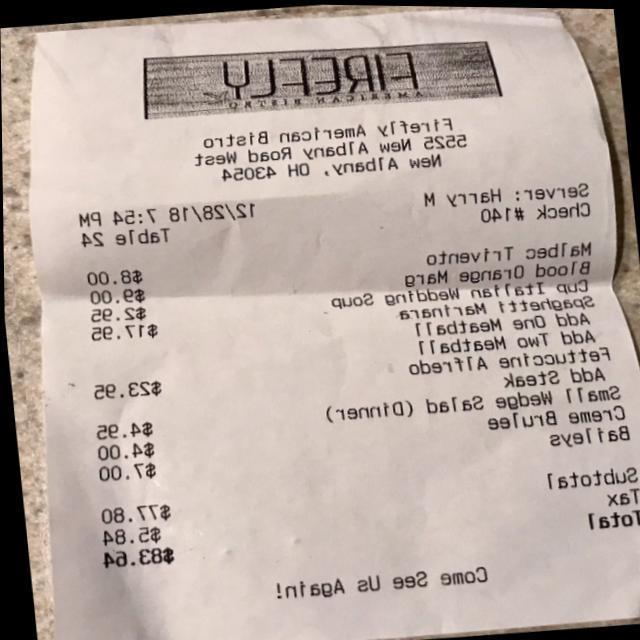 FIREFLY
AMERICAN BISTRO
Firefly American Bistro
5525 New Albany Road West
New Albany, OH 43054
Server: Harry M 12/28/18 7:54 PM
Check #140 Table 24
Malbec Trivento $8.00
Blood Orange Marg $9.00
Cup Italian Wedding Soup $2.95
Spaghetti Marinara $17.95
Add One Meatball
Add Two Meatball
Fettuccine Alfredo $23.95
Add Steak
Small Wedge Salad (Dinner) $4.95
Creme Brulee $4.00
Baileys $7.00
Subtotal $77.80
Tax $5.84
Total $83.64
Come See Us Again!